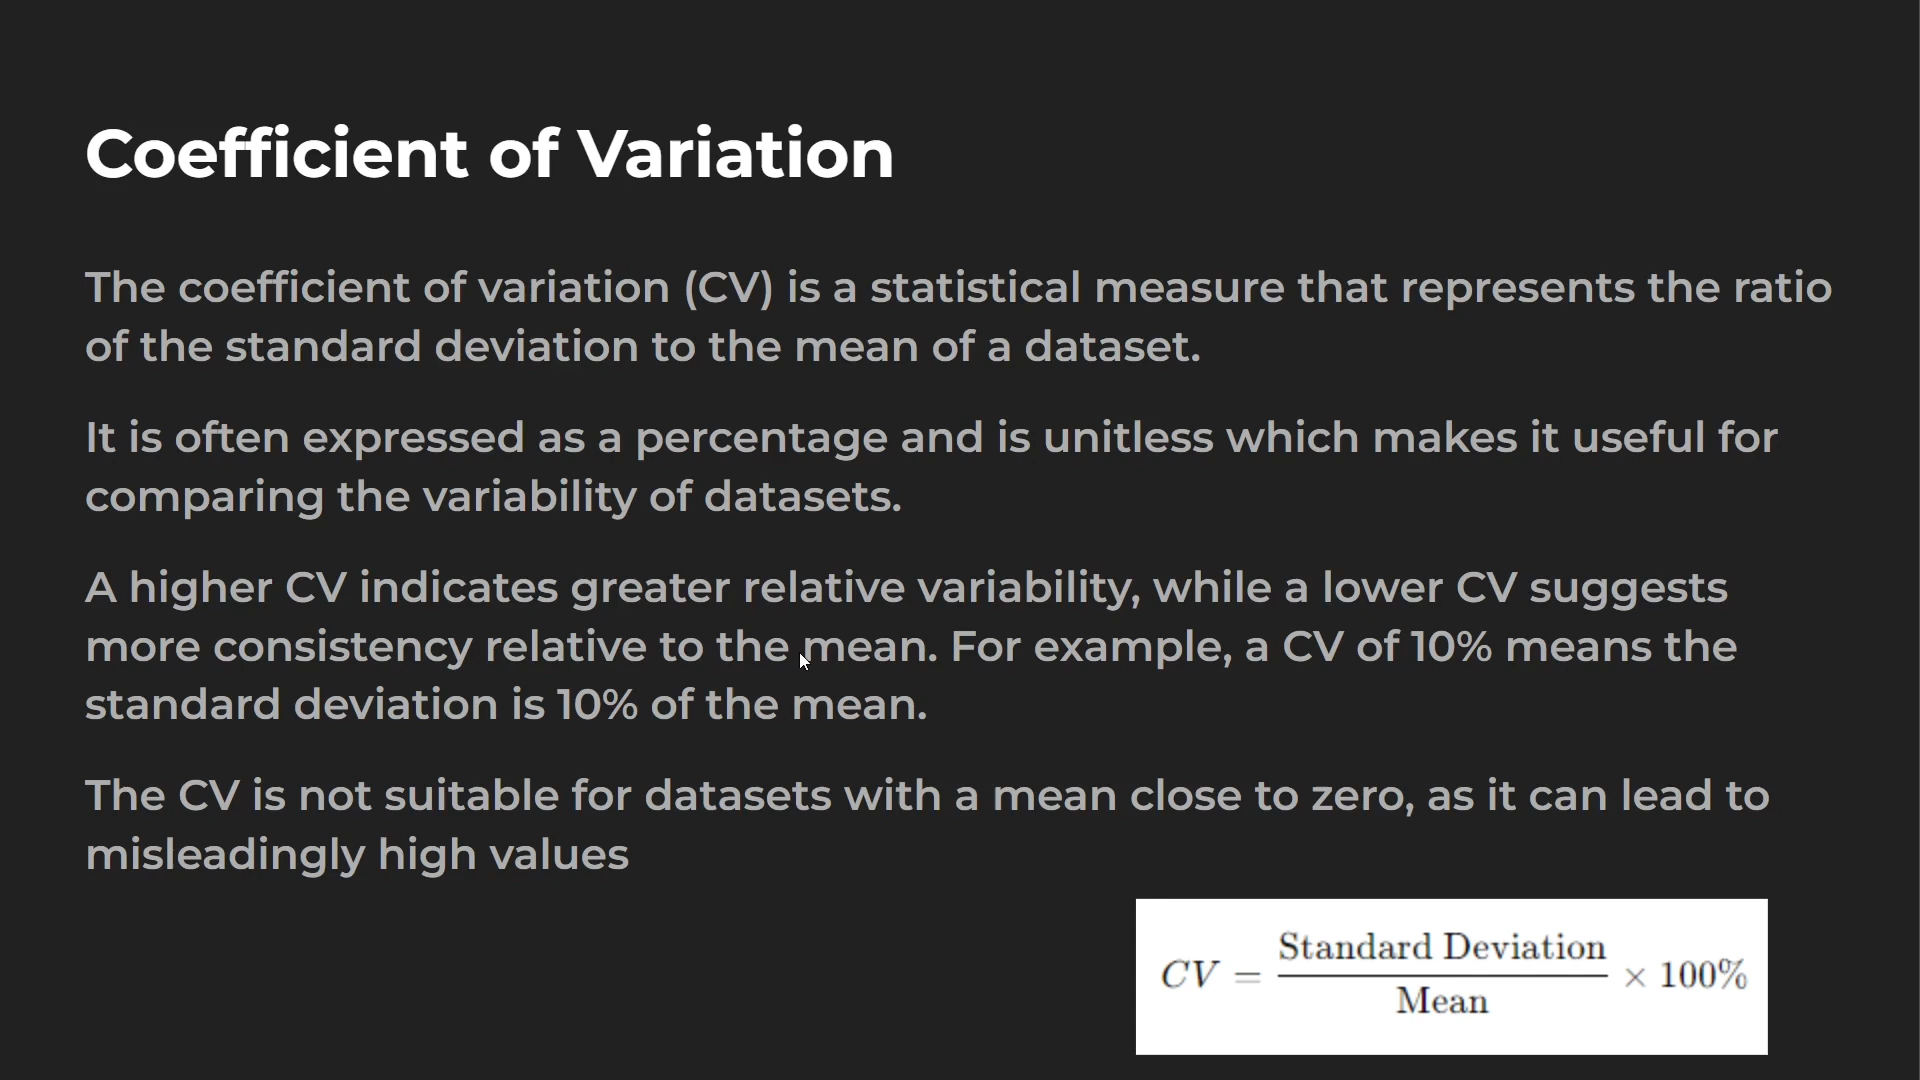 Coefficient of Variation
The coefficient of variation (CV) is a statistical measure that represents the ratio
of the standard deviation to the mean of a dataset.
It is often expressed as a percentage and is unitless which makes it useful for
comparing the variability of datasets.
A higher CV indicates greater relative variability, while a lower CV suggests
more consistency relative to the mean. For example, a CV of 10% means the
standard deviation is 10% of the mean.
The CV is not suitable for datasets with a mean close to zero, as it can lead to
misleadingly high values
CV = Standard Deviation / Mean × 100%